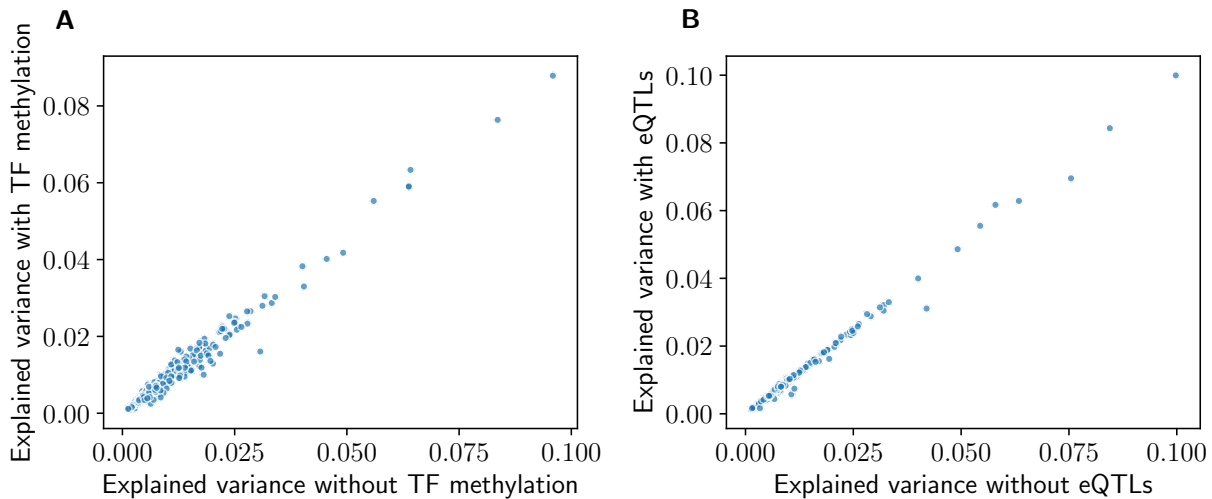 A
Explained variance with TF methylation
0.08
0.06
0.04
0.02
0.00
0.000 0.025 0.050 0.075 0.100
Explained variance without TF methylation
B
Explained variance with eQTLs
0.10
0.08
0.06
0.04
0.02
0.00
0.000 0.025 0.050 0.075 0.100
Explained variance without eQTLs